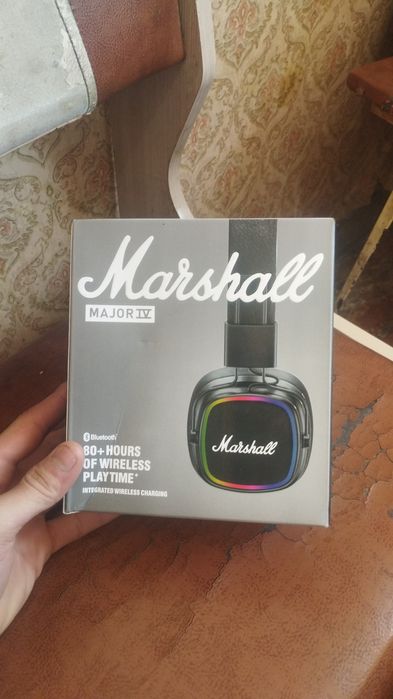 Marshall
MAJOR IV
Bluetooth
80+ HOURS
OF WIRELESS
PLAYTIME*
INTEGRATED WIRELESS CHARGING
Marshall